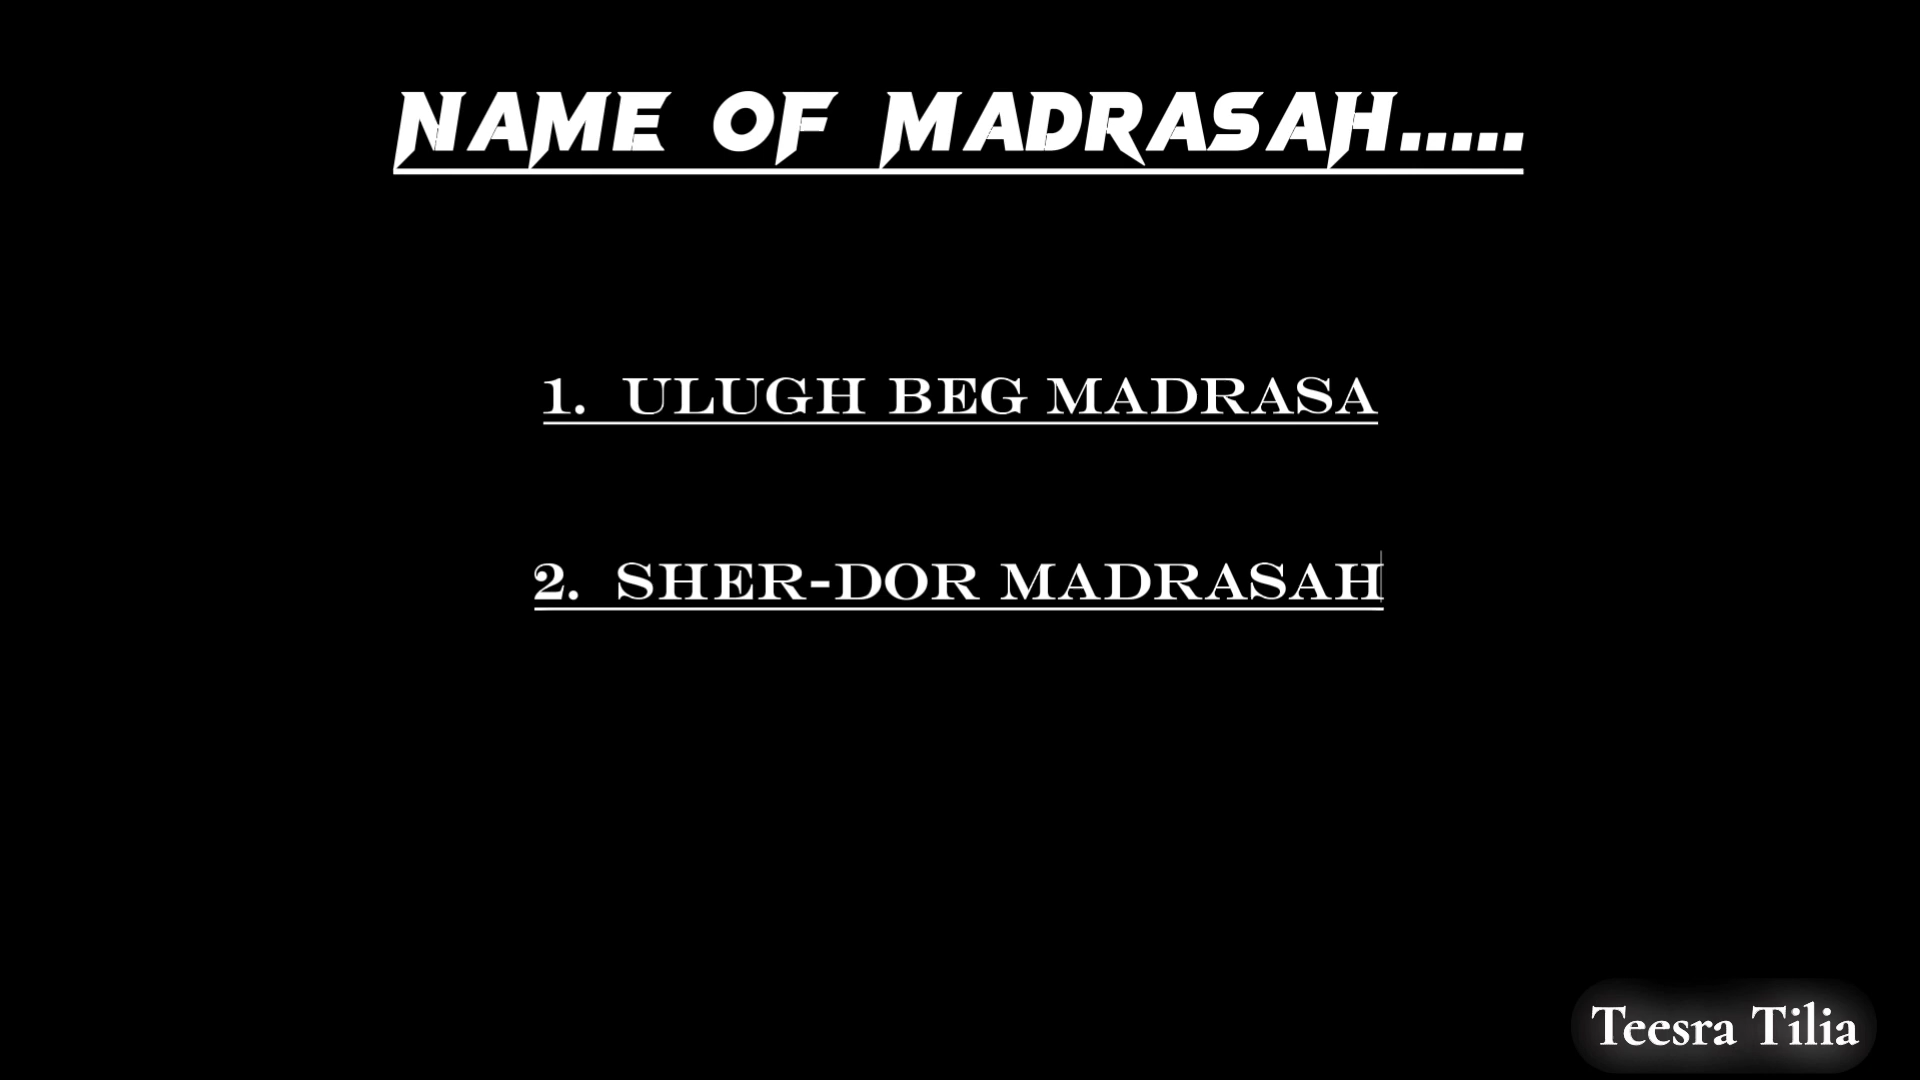 NAME OF MADRASAH.....
1. ULUGH BEG MADRASA
2. SHER-DOR MADRASAH
Teesra Tilia